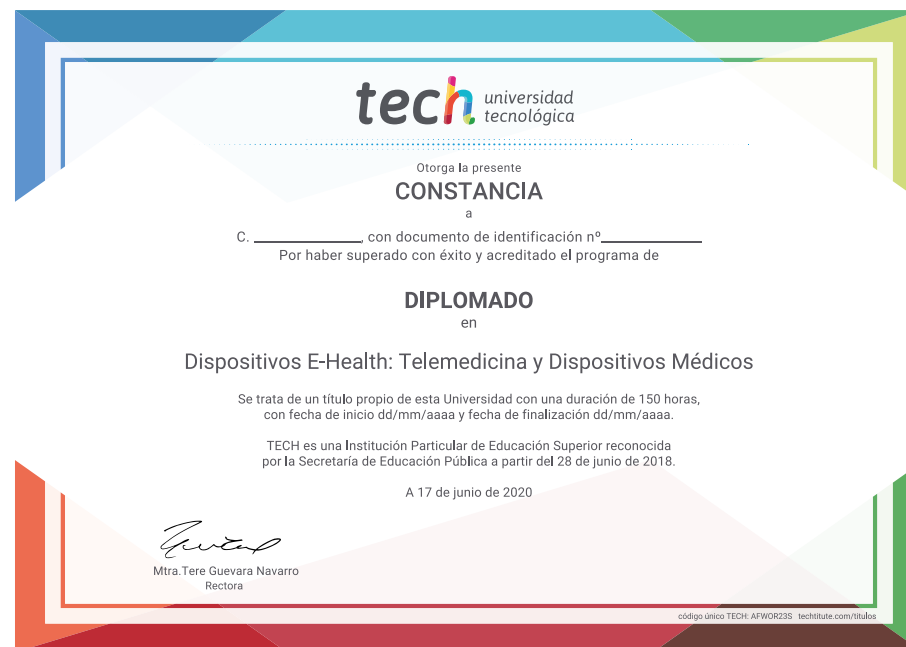 tech universidad
tecnológica
Otorga la presente
CONSTANCIA
a
C. ____________, con documento de identificación nº____________
Por haber superado con éxito y acreditado el programa de
DIPLOMADO
en
Dispositivos E-Health: Telemedicina y Dispositivos Médicos
Se trata de un título propio de esta Universidad con una duración de 150 horas,
con fecha de inicio dd/mm/aaaa y fecha de finalización dd/mm/aaaa.
TECH es una Institución Particular de Educación Superior reconocida
por la Secretaría de Educación Pública a partir del 28 de junio de 2018.
A 17 de junio de 2020
Mtra.Tere Guevara Navarro
Rectora
código único TECH: AFWOR23S techtitute.com/titulos